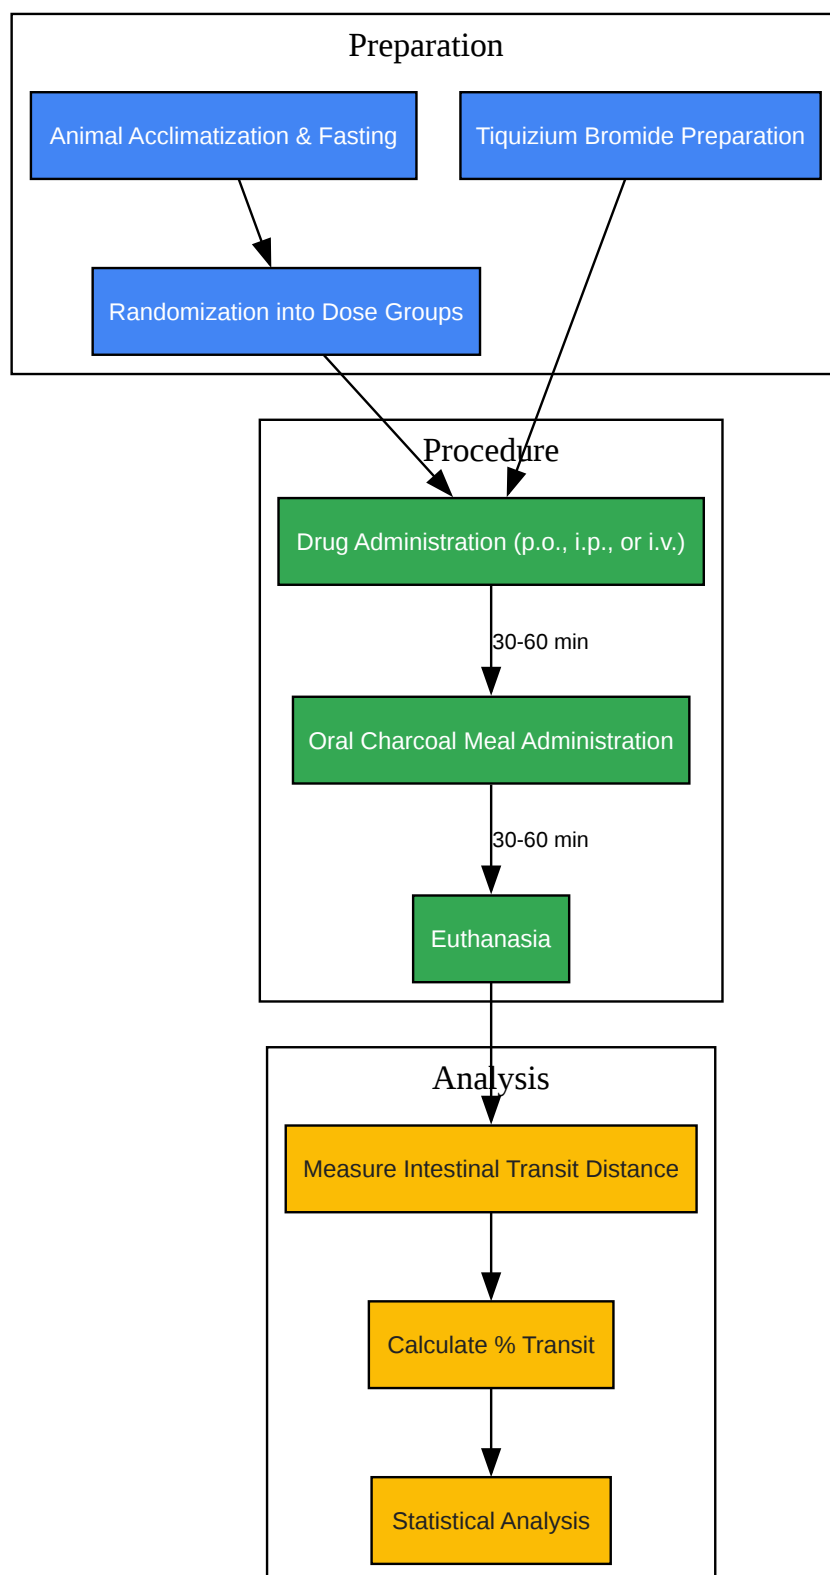 Preparation
Animal Acclimatization & Fasting
Tiquizium Bromide Preparation
Randomization into Dose Groups
Procedure
Drug Administration (p.o., i.p., or i.v.)
30-60 min
Oral Charcoal Meal Administration
30-60 min
Euthanasia
Analysis
Measure Intestinal Transit Distance
Calculate % Transit
Statistical Analysis